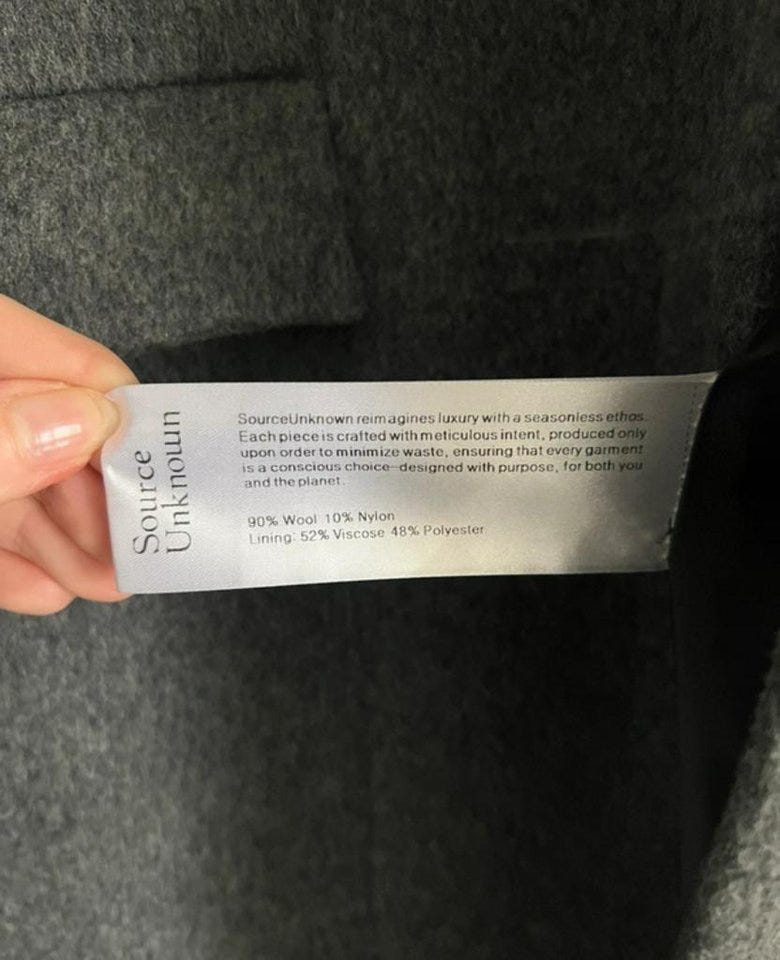 Source
Unknown
SourceUnknown reimagines luxury with a seasonless ethos.
Each piece is crafted with meticulous intent, produced only
upon order to minimize waste, ensuring that every garment
is a conscious choice—designed with purpose, for both you
and the planet.
90% Wool 10% Nylon
Lining: 52% Viscose 48% Polyester